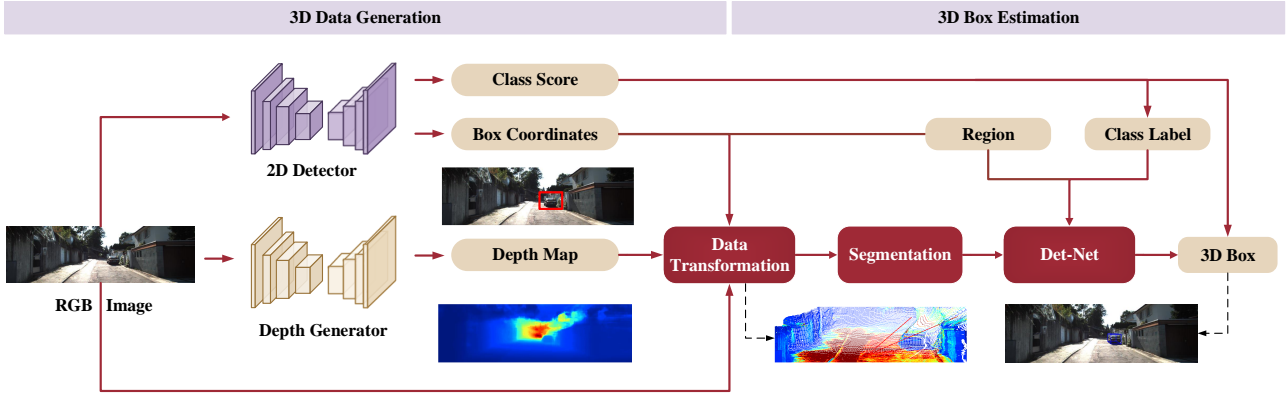 3D Data Generation
3D Box Estimation
Class Score
Box Coordinates
Region
Class Label
2D Detector
Depth Map
Data
Transformation
Segmentation
Det-Net
3D Box
RGB Image
Depth Generator